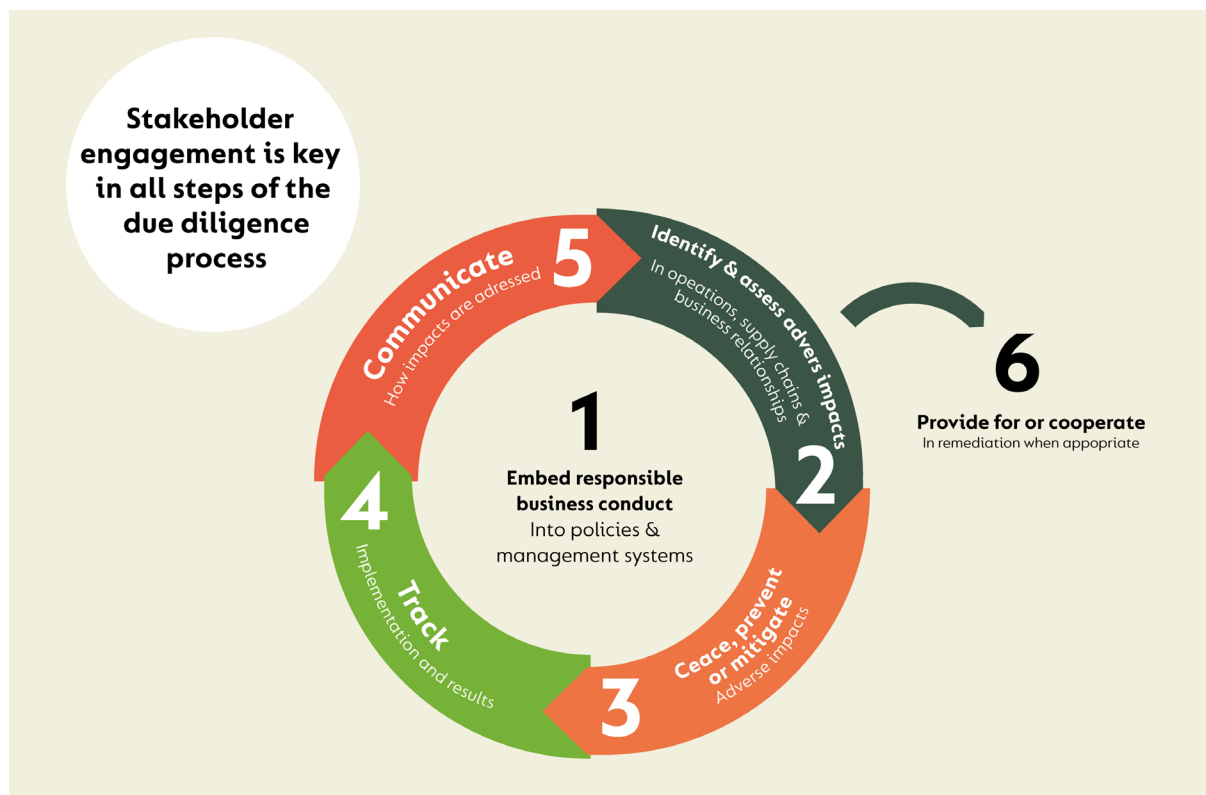 Stakeholder
engagement is key
in all steps of the
due diligence
process
1
Embed responsible
business conduct
Into policies &
management systems
2
Identify & assess advers impacts
In opeations, supply chains &
business relationships
3
Ceace, prevent
or mitigate
Adverse impacts
4
Track
Implementation and results
5
Communicate
How impacts are adressed
6
Provide for or cooperate
In remediation when appopriate